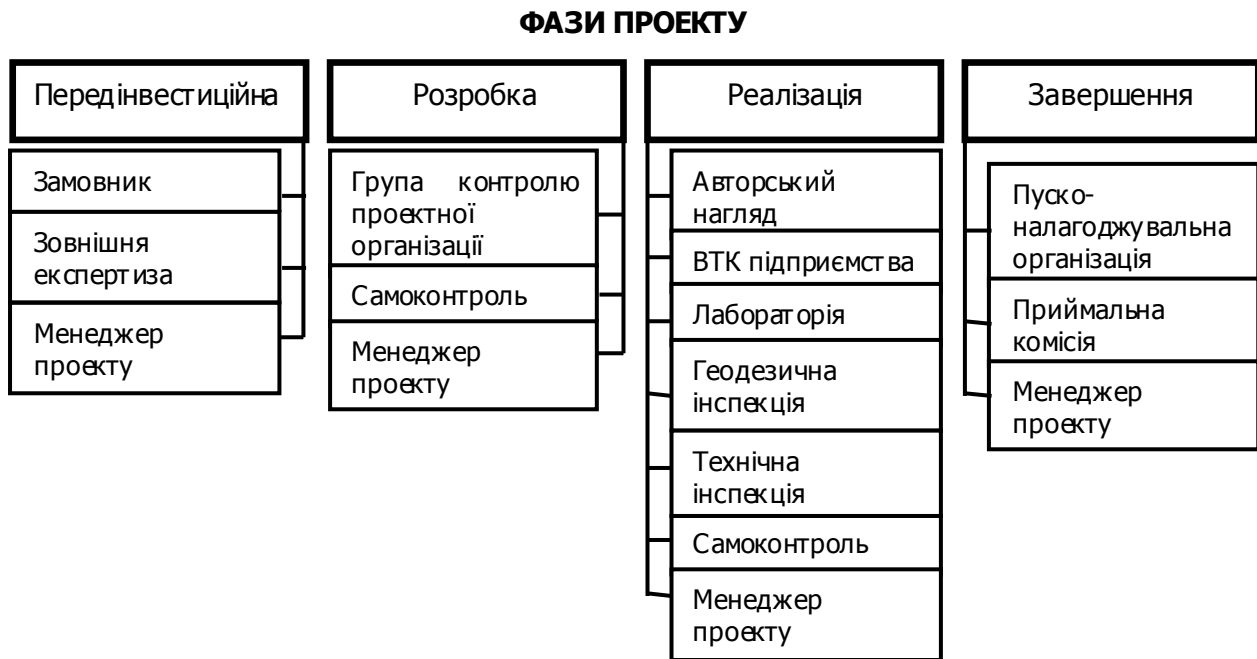 ФАЗИ ПРОЕКТУ
Передінвестиційна
Замовник
Зовнішня
експертиза
Менеджер
проекту
Розробка
Група контролю
проектної
організації
Самоконтроль
Менеджер
проекту
Реалізація
Авторський
нагляд
ВТК підприємства
Лабораторія
Геодезична
інспекція
Технічна
інспекція
Самоконтроль
Менеджер
проекту
Завершення
Пуско-
налагоджувальна
організація
Приймальна
комісія
Менеджер
проекту